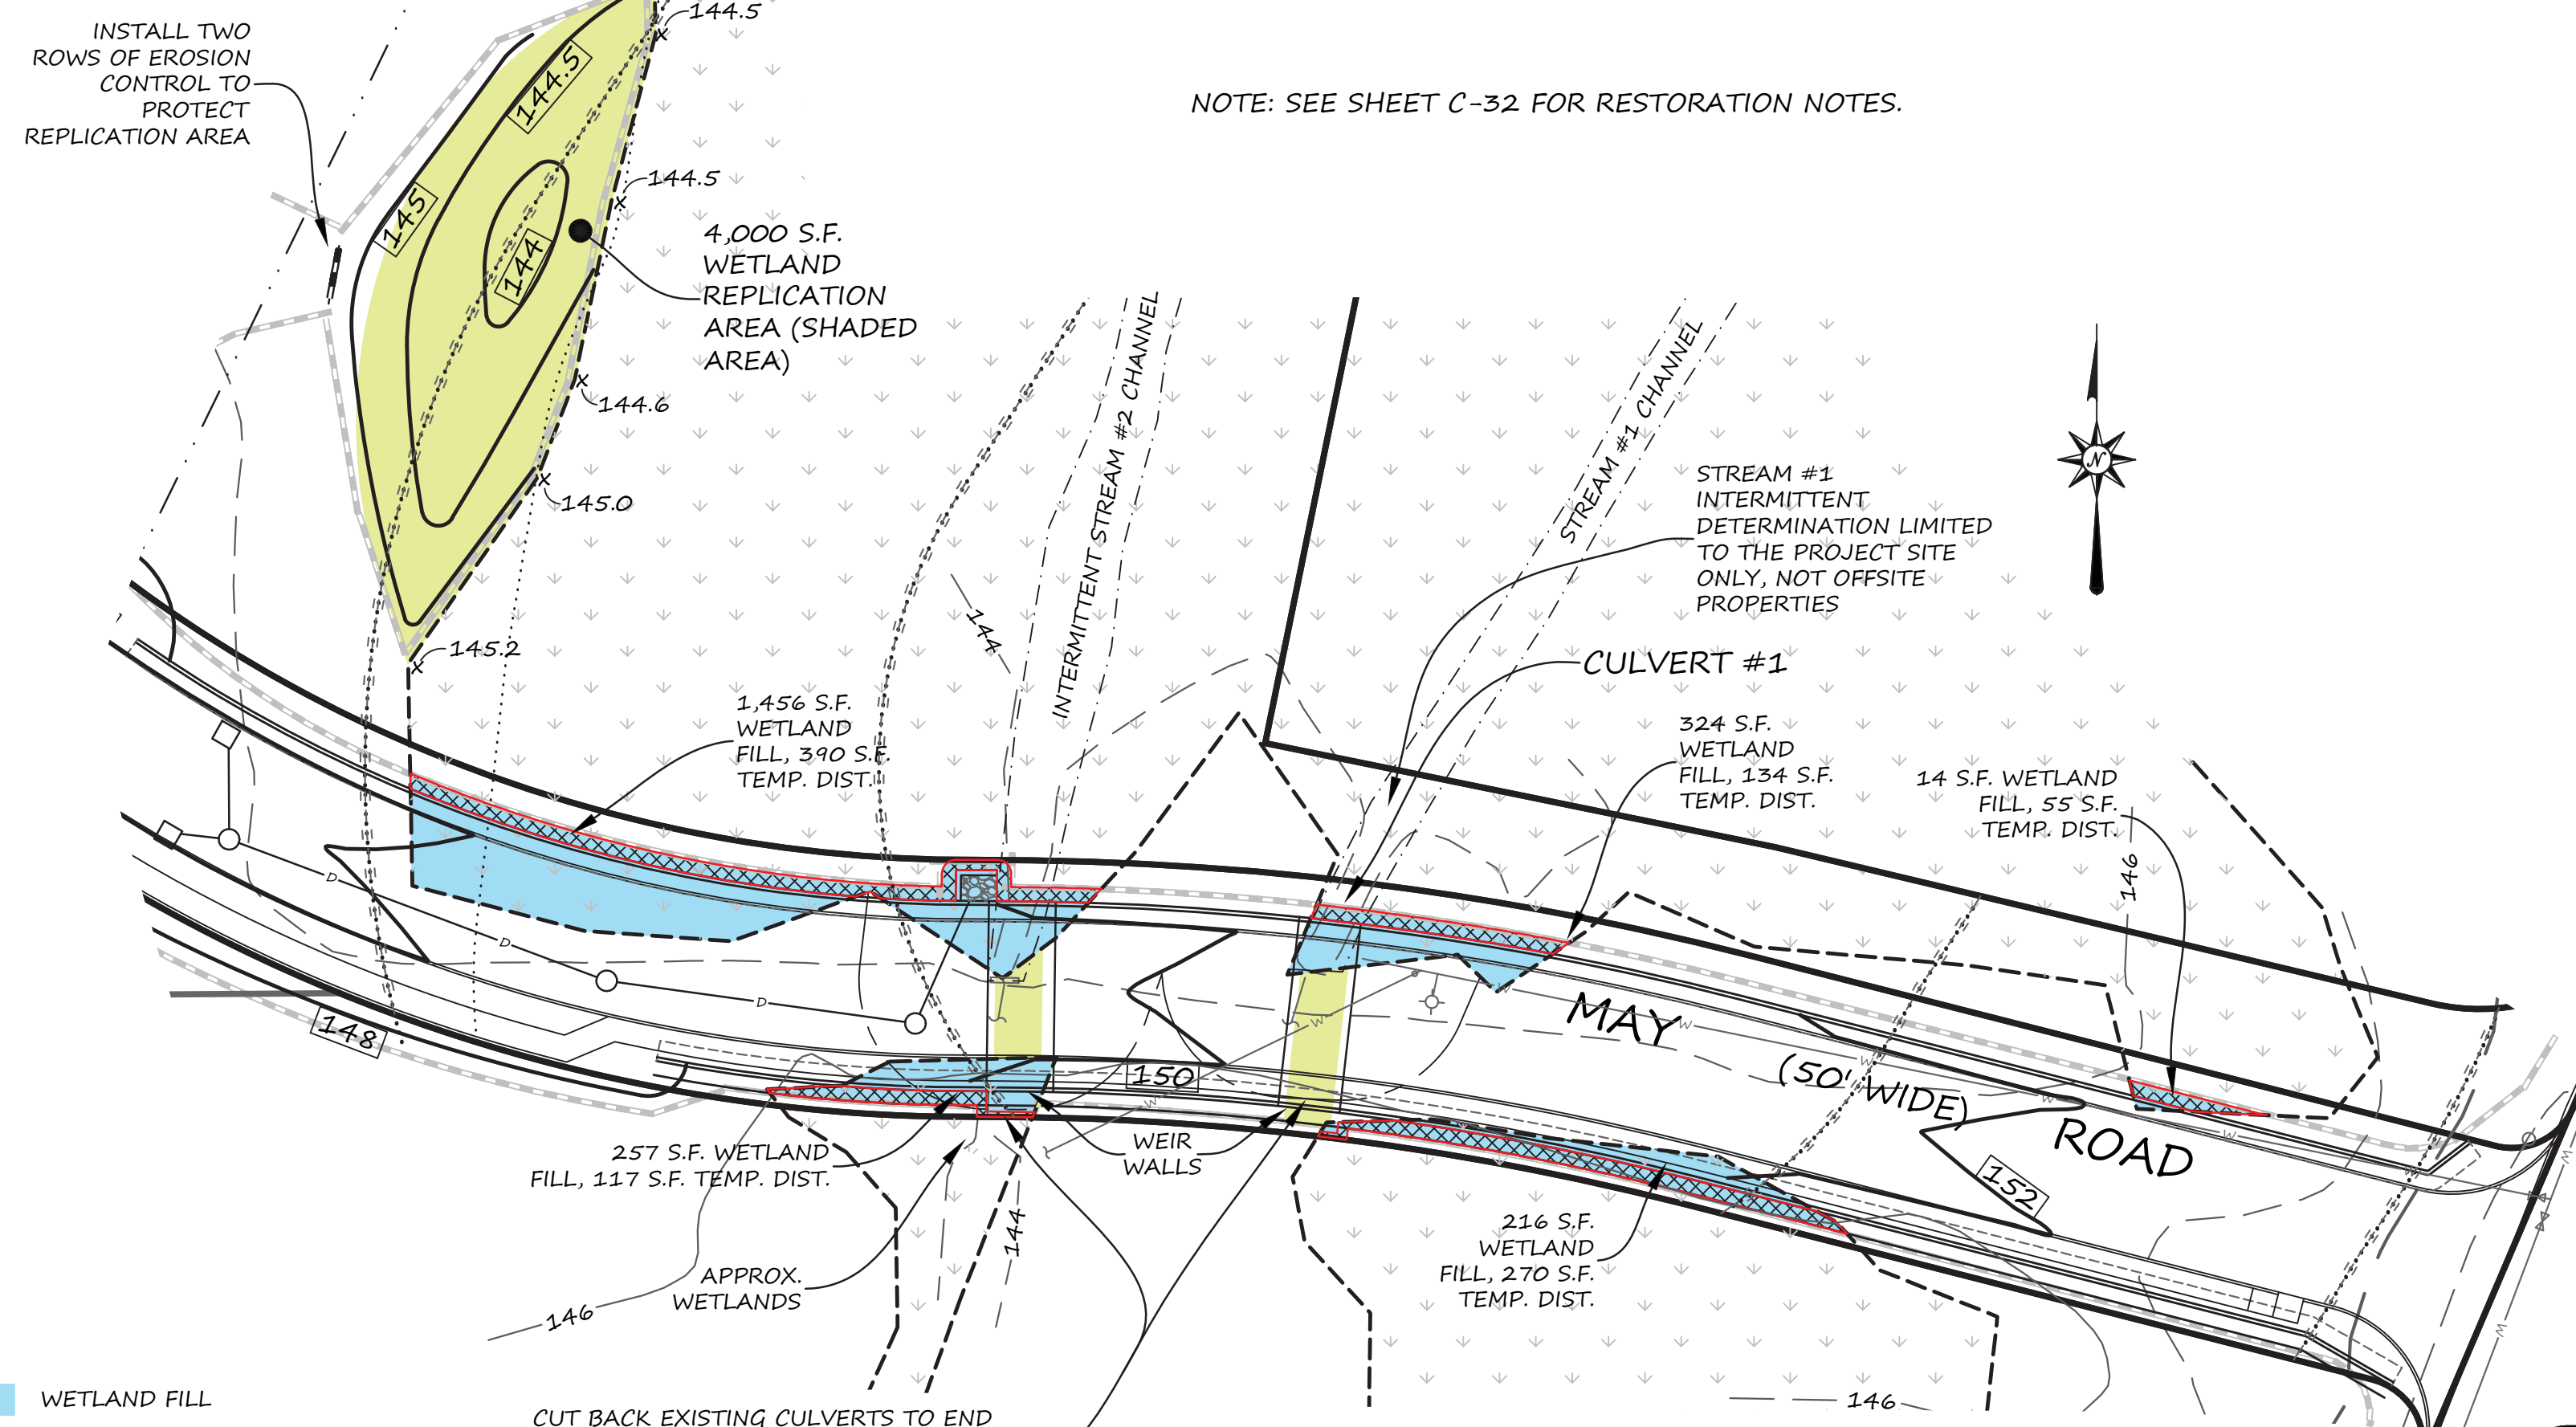 INSTALL TWO
ROWS OF EROSION
CONTROL TO
PROTECT
REPLICATION AREA
144.5
144.5
145
144
144.5
4,000 S.F.
WETLAND
REPLICATION
AREA (SHADED
AREA)
144.6
145.0
145.2
NOTE: SEE SHEET C-32 FOR RESTORATION NOTES.
INTERMITTENT STREAM #2 CHANNEL
STREAM #1 CHANNEL
144
STREAM #1
INTERMITTENT
DETERMINATION LIMITED
TO THE PROJECT SITE
ONLY, NOT OFFSITE
PROPERTIES
N
CULVERT #1
1,456 S.F.
WETLAND
FILL, 390 S.F.
TEMP. DIST.
324 S.F.
WETLAND
FILL, 134 S.F.
TEMP. DIST.
14 S.F. WETLAND
FILL, 55 S.F.
TEMP. DIST.
146
D
D
D
148
150
MAY
(50' WIDE)
ROAD
152
W
W
W
W
W
W
W
W
257 S.F. WETLAND
FILL, 117 S.F. TEMP. DIST.
WEIR
WALLS
144
216 S.F.
WETLAND
FILL, 270 S.F.
TEMP. DIST.
APPROX.
WETLANDS
146
146
WETLAND FILL
CUT BACK EXISTING CULVERTS TO END